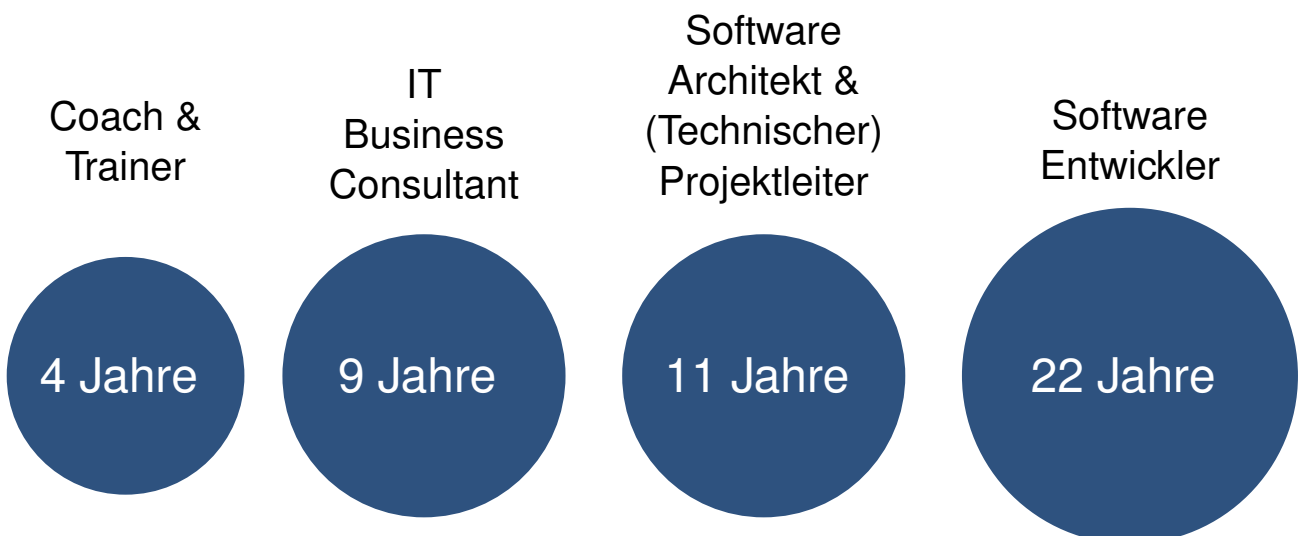 Coach &
Trainer
4 Jahre
IT
Business
Consultant
9 Jahre
Software
Architekt &
(Technischer)
Projektleiter
11 Jahre
Software
Entwickler
22 Jahre